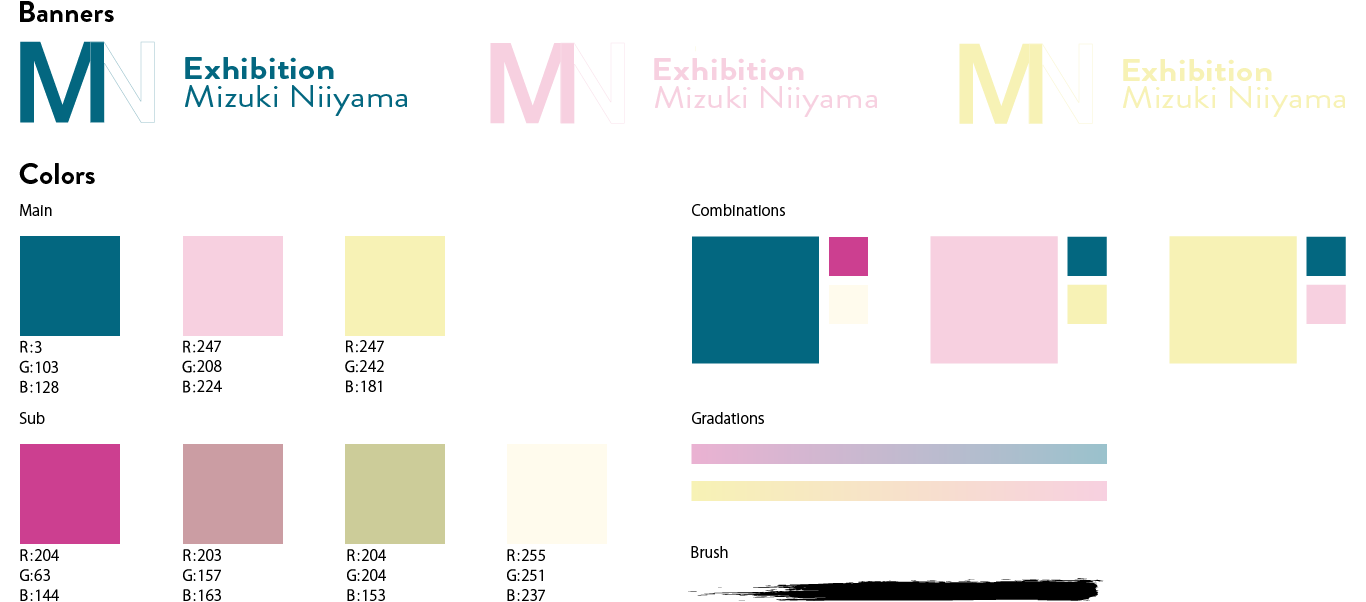 Banners
MN
Exhibition
Mizuki Niiyama
MN
Exhibition
Mizuki Niiyama
MN
Exhibition
Mizuki Niiyama
Colors
Main
R:3
G:103
B:128
R:247
G:208
B:224
R:247
G:242
B:181
Sub
R:204
G:63
B:144
R:203
G:157
B:163
R:204
G:204
B:153
R:255
G:251
B:237
Combinations
Gradations
Brush